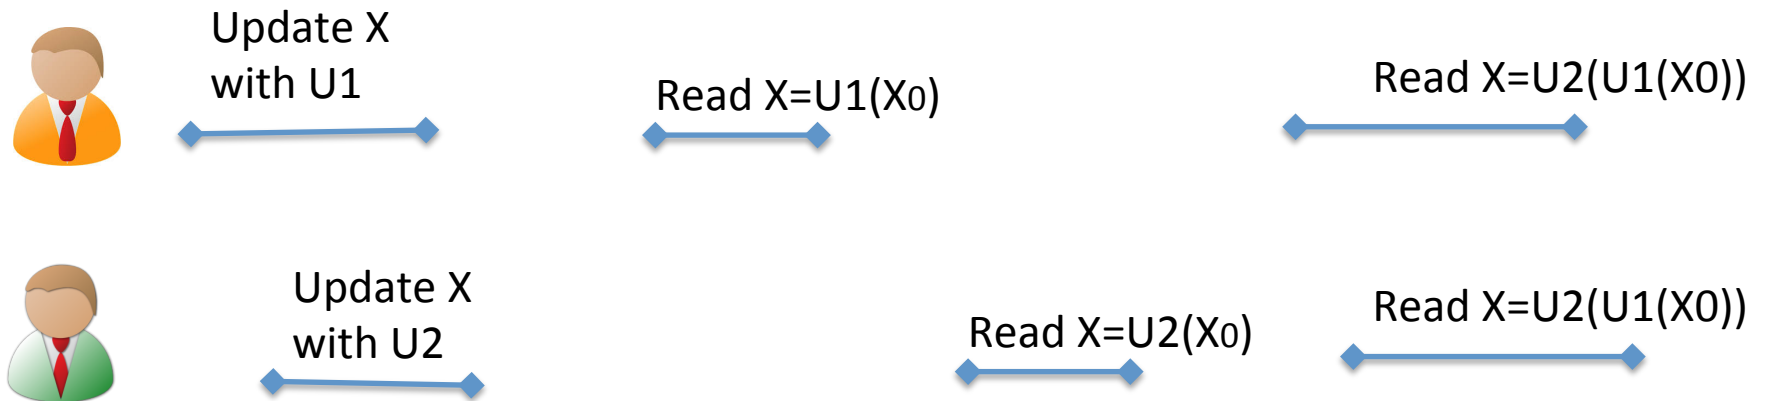 Update X
with U1
Read X=U1(X0)
Read X=U2(U1(X0))
Update X
with U2
Read X=U2(X0)
Read X=U2(U1(X0))